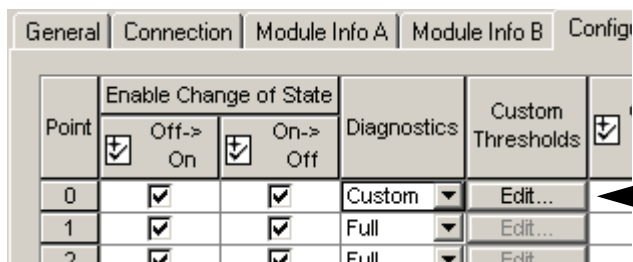 General Connection Module Info A Module Info B Configu
Point Enable Change of State Diagnostics Custom Thresholds
Off-> On On-> Off
0 Custom Edit...
1 Full Edit...
2 Full Edit...